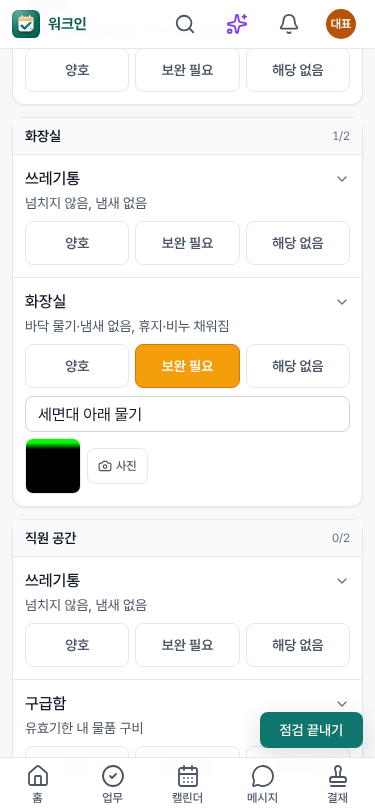 워크인
대표
양호
보완 필요
해당 없음
화장실
1/2
쓰레기통
넘치지 않음, 냄새 없음
양호
보완 필요
해당 없음
화장실
바닥 물기·냄새 없음, 휴지·비누 채워짐
양호
보완 필요
해당 없음
세면대 아래 물기
사진
직원 공간
0/2
쓰레기통
넘치지 않음, 냄새 없음
양호
보완 필요
해당 없음
구급함
유효기한 내 물품 구비
점검 끝내기
홈
업무
캘린더
메시지
결재